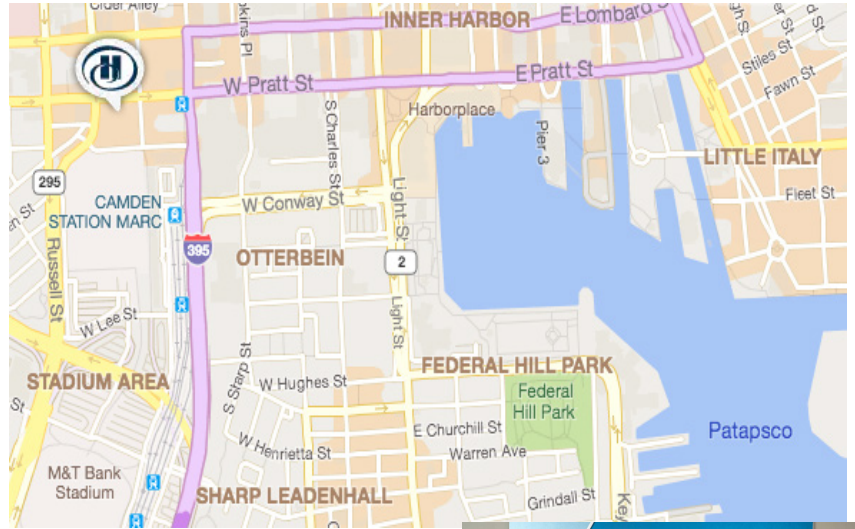 Cider Alley
INNER HARBOR
E Lombard
W Pratt St
E Pratt St
Stiles St
Fawn St
Harborplace
S Charles St
Pier 3
LITTLE ITALY
295
CAMDEN
STATION MARC
W Conway St
Light St
Fleet St
395
OTTERBEIN
2
Russell St
W Lee St
Light St
STADIUM AREA
S Sharp St
W Hughes St
FEDERAL HILL PARK
Federal
Hill Park
E Churchill St
Warren Ave
W Henrietta St
Patapsco
M&T Bank
Stadium
SHARP LEADENHALL
Grindall St
Key